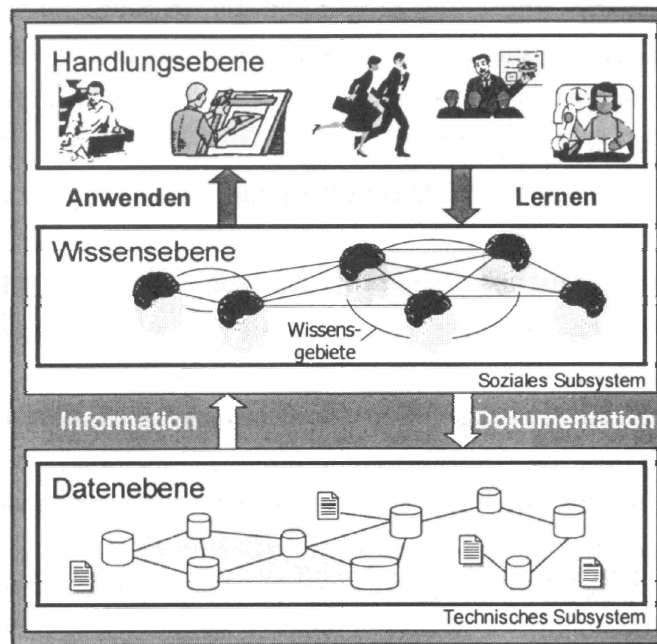 Handlungsebene
Anwenden
Lernen
Wissensebene
Wissens-
gebiete
Soziales Subsystem
Information
Dokumentation
Datenebene
Technisches Subsystem